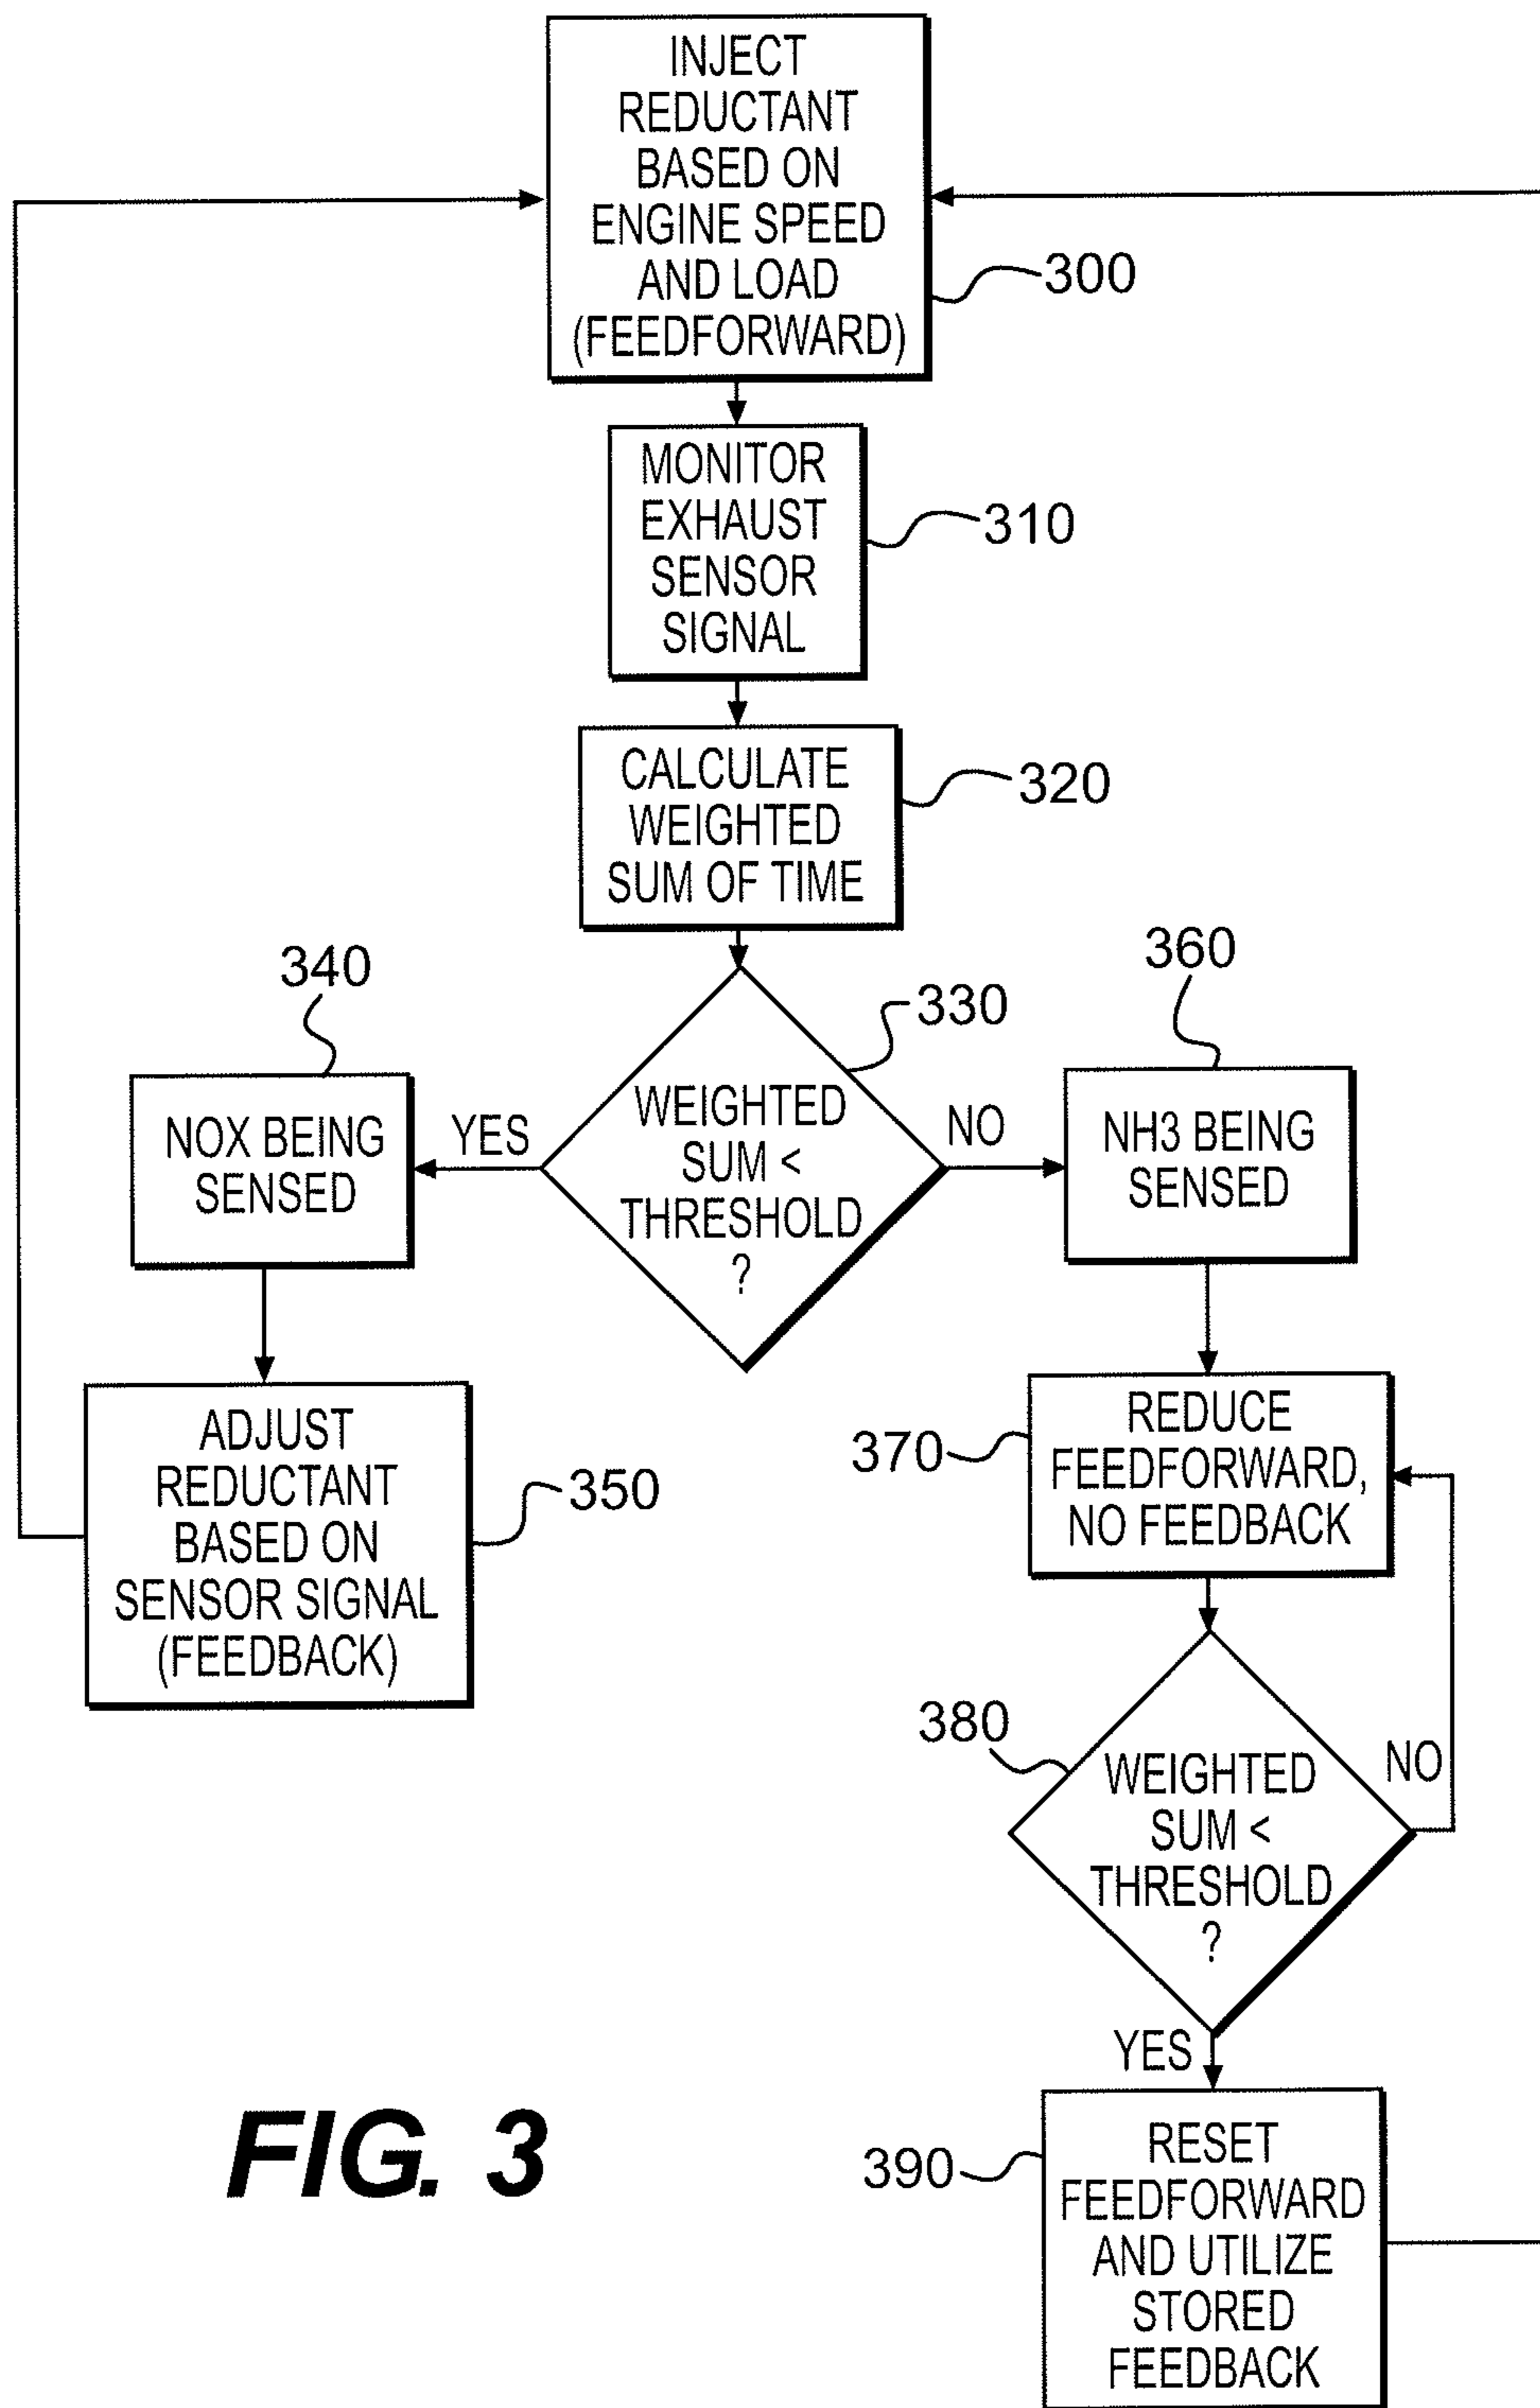 INJECT
REDUCTANT
BASED ON
ENGINE SPEED
AND LOAD
(FEEDFORWARD)
300
MONITOR
EXHAUST
SENSOR
SIGNAL
310
CALCULATE
WEIGHTED
SUM OF TIME
320
WEIGHTED
SUM <
THRESHOLD
?
330
YES
NO
340
NOX BEING
SENSED
360
NH3 BEING
SENSED
ADJUST
REDUCTANT
BASED ON
SENSOR SIGNAL
(FEEDBACK)
350
370
REDUCE
FEEDFORWARD,
NO FEEDBACK
380
WEIGHTED
SUM <
THRESHOLD
?
NO
YES
390
RESET
FEEDFORWARD
AND UTILIZE
STORED
FEEDBACK
FIG. 3